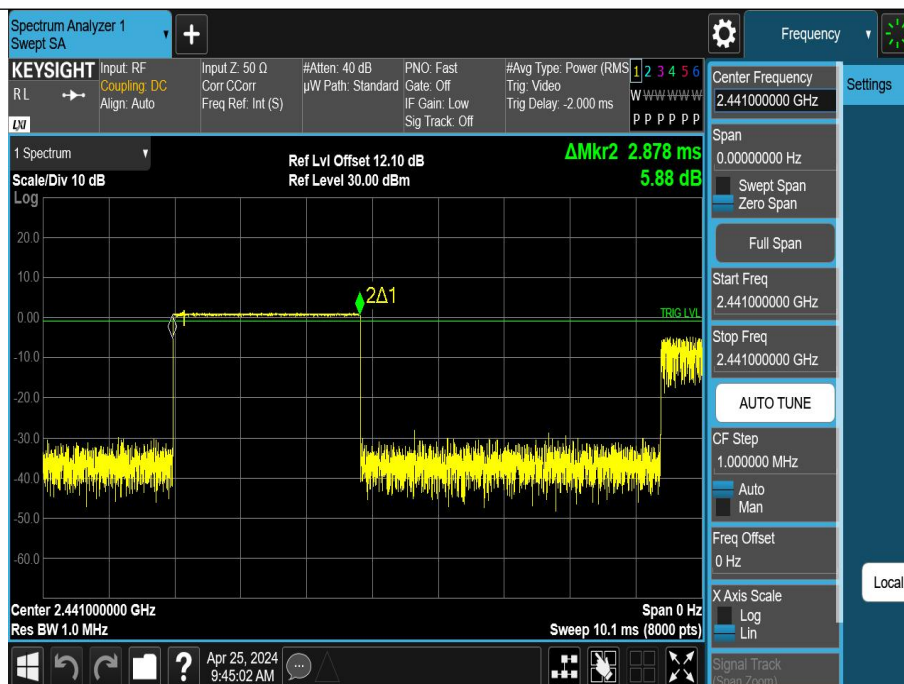 Spectrum Analyzer 1
Swept SA
Frequency
KEYSIGHT
R L
LXI
Input: RF
Coupling: DC
Align: Auto
Input Z: 50 Ω
Corr CCorr
Freq Ref: Int (S)
#Atten: 40 dB
µW Path: Standard
PNO: Fast
Gate: Off
IF Gain: Low
Sig Track: Off
#Avg Type: Power (RMS
Trig: Video
Trig Delay: -2.000 ms
1 2 3 4 5 6
W W W W W W
P P P P P P
Center Frequency
2.441000000 GHz
Settings
Span
0.00000000 Hz
Swept Span
Zero Span
Full Span
Start Freq
2.441000000 GHz
Stop Freq
2.441000000 GHz
AUTO TUNE
CF Step
1.000000 MHz
Auto
Man
Freq Offset
0 Hz
X Axis Scale
Log
Lin
Signal Track
(Span Zoom)
Local
1 Spectrum
Scale/Div 10 dB
Log
Ref Lvl Offset 12.10 dB
Ref Level 30.00 dBm
ΔMkr2 2.878 ms
5.88 dB
20.0
10.0
0.00
-10.0
-20.0
-30.0
-40.0
-50.0
-60.0
1
2Δ1
TRIG LVL
Center 2.441000000 GHz
Res BW 1.0 MHz
Span 0 Hz
Sweep 10.1 ms (8000 pts)
Apr 25, 2024
9:45:02 AM